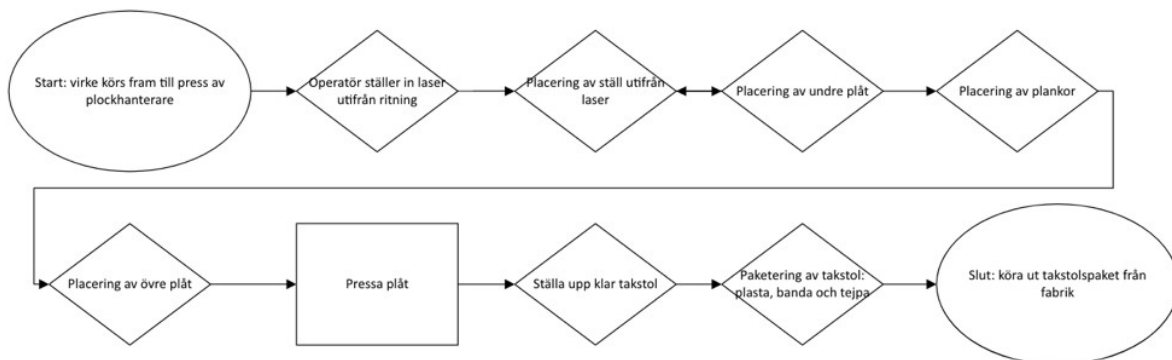 Start: virke körs fram till press av
plockhanterare
Operatör ställer in laser
utifrån ritning
Placering av ställ utifrån
laser
Placering av undre plåt
Placering av plankor
Placering av övre plåt
Pressa plåt
Ställa upp klar takstol
Paketering av takstol:
plasta, banda och tejpa
Slut: köra ut takstolspaket från
fabrik